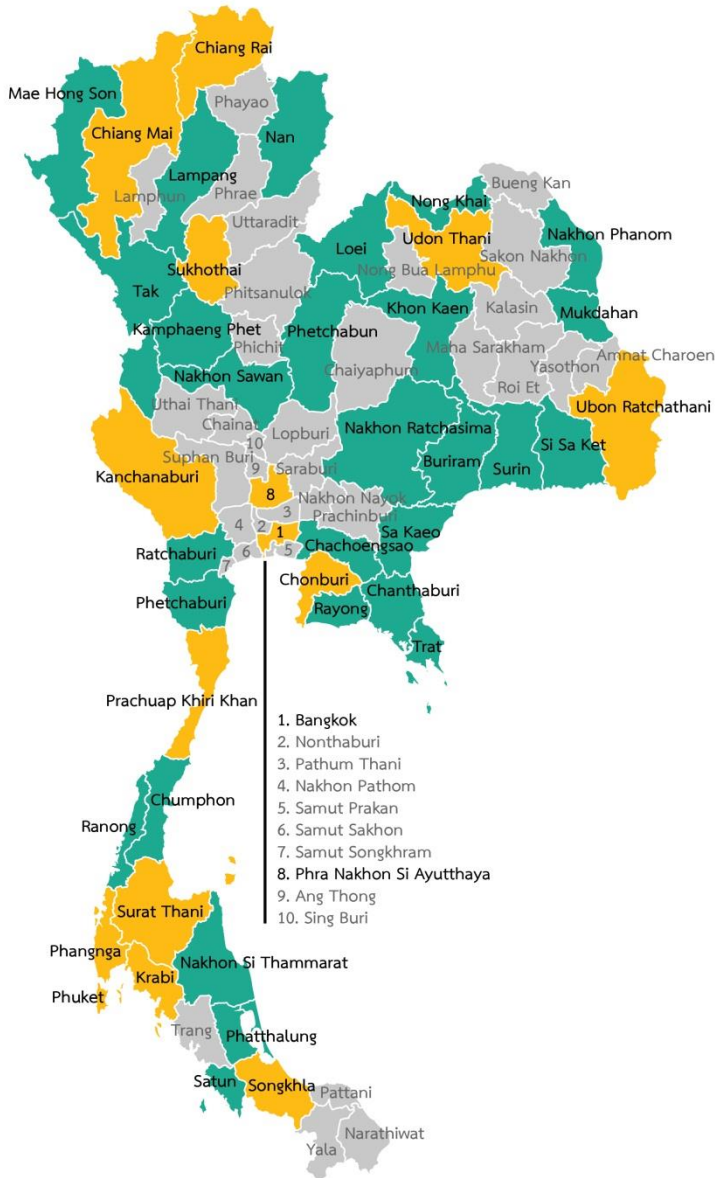 Chiang Rai
Mae Hong Son
Phayao
Chiang Mai
Nan
Lampang
Lamphun
Phrae
Bueng Kan
Nong Khai
Uttaradit
Loei
Udon Thani
Nakhon Phanom
Sukhothai
Sakon Nakhon
Nong Bua Lamphu
Tak
Phitsanulok
Khon Kaen
Kalasin
Mukdahan
Kamphaeng Phet
Phetchabun
Phichit
Maha Sarakham
Amnat Charoen
Yasothon
Chaiyaphum
Nakhon Sawan
Roi Et
Uthai Thani
Ubon Ratchathani
Chainat
Lopburi
Nakhon Ratchasima
Si Sa Ket
10
Suphan Buri
Buriram
Surin
9
Saraburi
Kanchanaburi
8
Nakhon Nayok
3
Prachinburi
4
2
1
Sa Kaeo
Ratchaburi
6
5
Chachoengsao
7
Chonburi
Chanthaburi
Phetchaburi
Rayong
Trat
Prachuap Khiri Khan
1. Bangkok
2. Nonthaburi
3. Pathum Thani
4. Nakhon Pathom
5. Samut Prakan
6. Samut Sakhon
7. Samut Songkhram
8. Phra Nakhon Si Ayutthaya
9. Ang Thong
10. Sing Buri
Chumphon
Ranong
Surat Thani
Phangnga
Nakhon Si Thammarat
Krabi
Phuket
Trang
Phatthalung
Satun
Songkhla
Pattani
Narathiwat
Yala